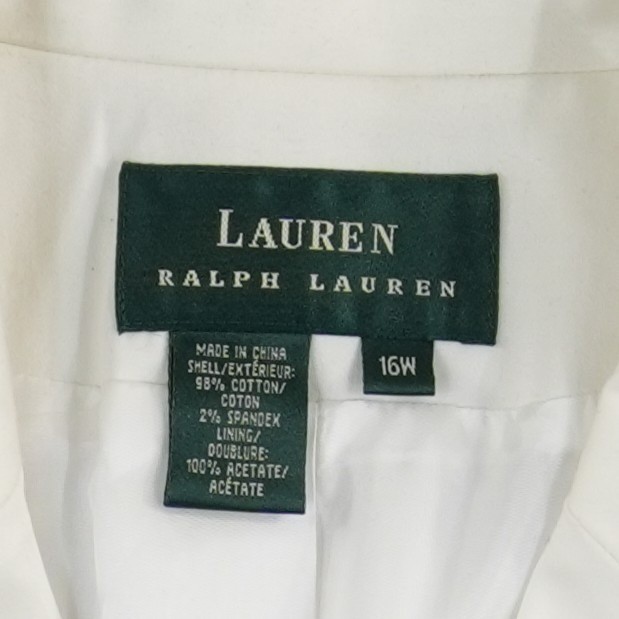 LAUREN
RALPH LAUREN
MADE IN CHINA
SHELL/EXTÉRIEUR:
98% COTTON/
COTON
2% SPANDEX
LINING/
DOUBLURE:
100% ACETATE/
ACÉTATE
16W